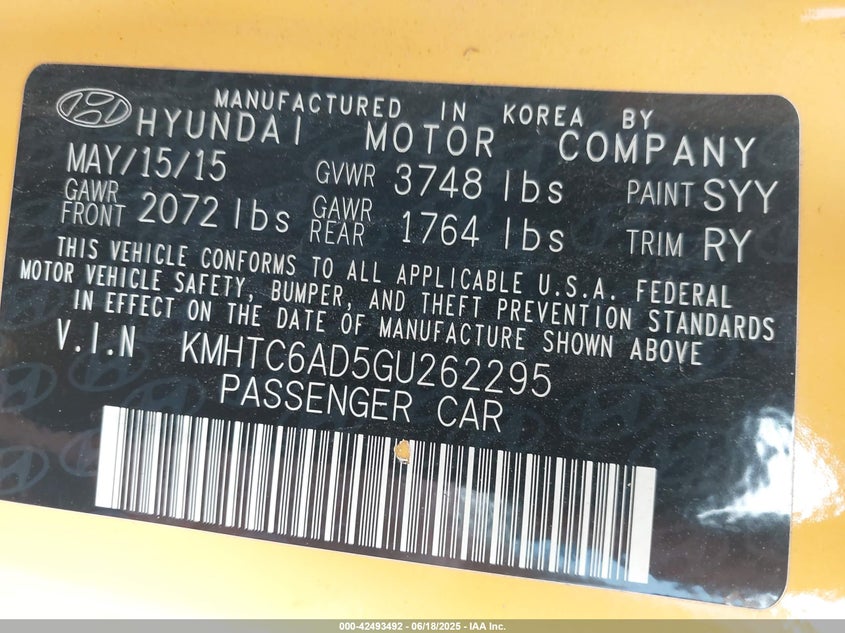 MANUFACTURED IN KOREA BY
HYUNDAI MOTOR COMPANY
MAY/15/15 GVWR 3748 lbs PAINT SYY
GAWR FRONT 2072 lbs GAWR REAR 1764 lbs TRIM RY
THIS VEHICLE CONFORMS TO ALL APPLICABLE U.S.A. FEDERAL
MOTOR VEHICLE SAFETY, BUMPER, AND THEFT PREVENTION STANDARDS
IN EFFECT ON THE DATE OF MANUFACTURE SHOWN ABOVE
V.I.N KMHTC6AD5GU262295
PASSENGER CAR
000-42493492 - 06/18/2025 - IAA Inc.